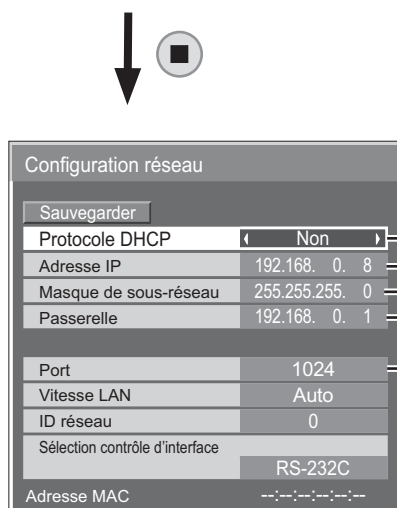 Configuration réseau
Sauvegarder
Protocole DHCP Non
Adresse IP 192.168. 0. 8
Masque de sous-réseau 255.255.255. 0
Passerelle 192.168. 0. 1
Port 1024
Vitesse LAN Auto
ID réseau 0
Sélection contrôle d'interface
RS-232C
Adresse MAC --:--:--:--:--:--